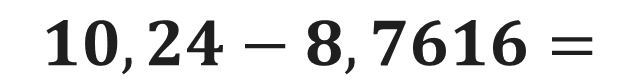 10,24 − 8,7616 =